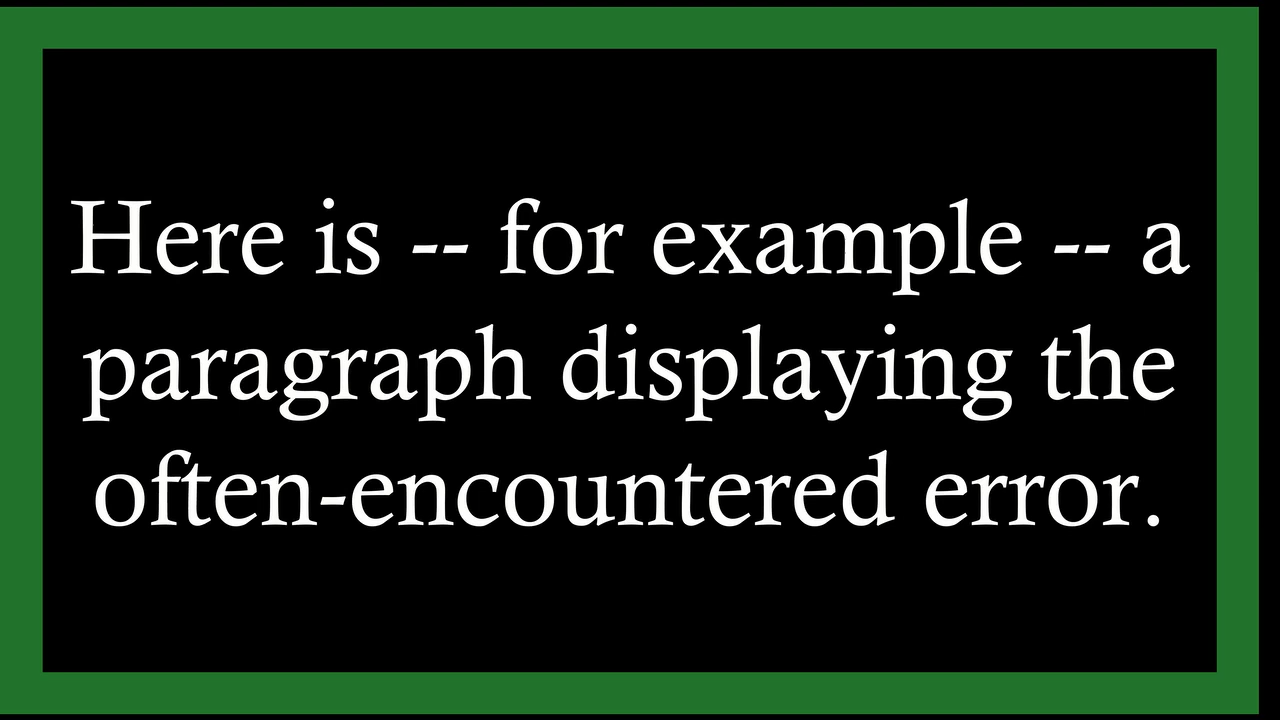 Here is -- for example -- a
paragraph displaying the
often-encountered error.